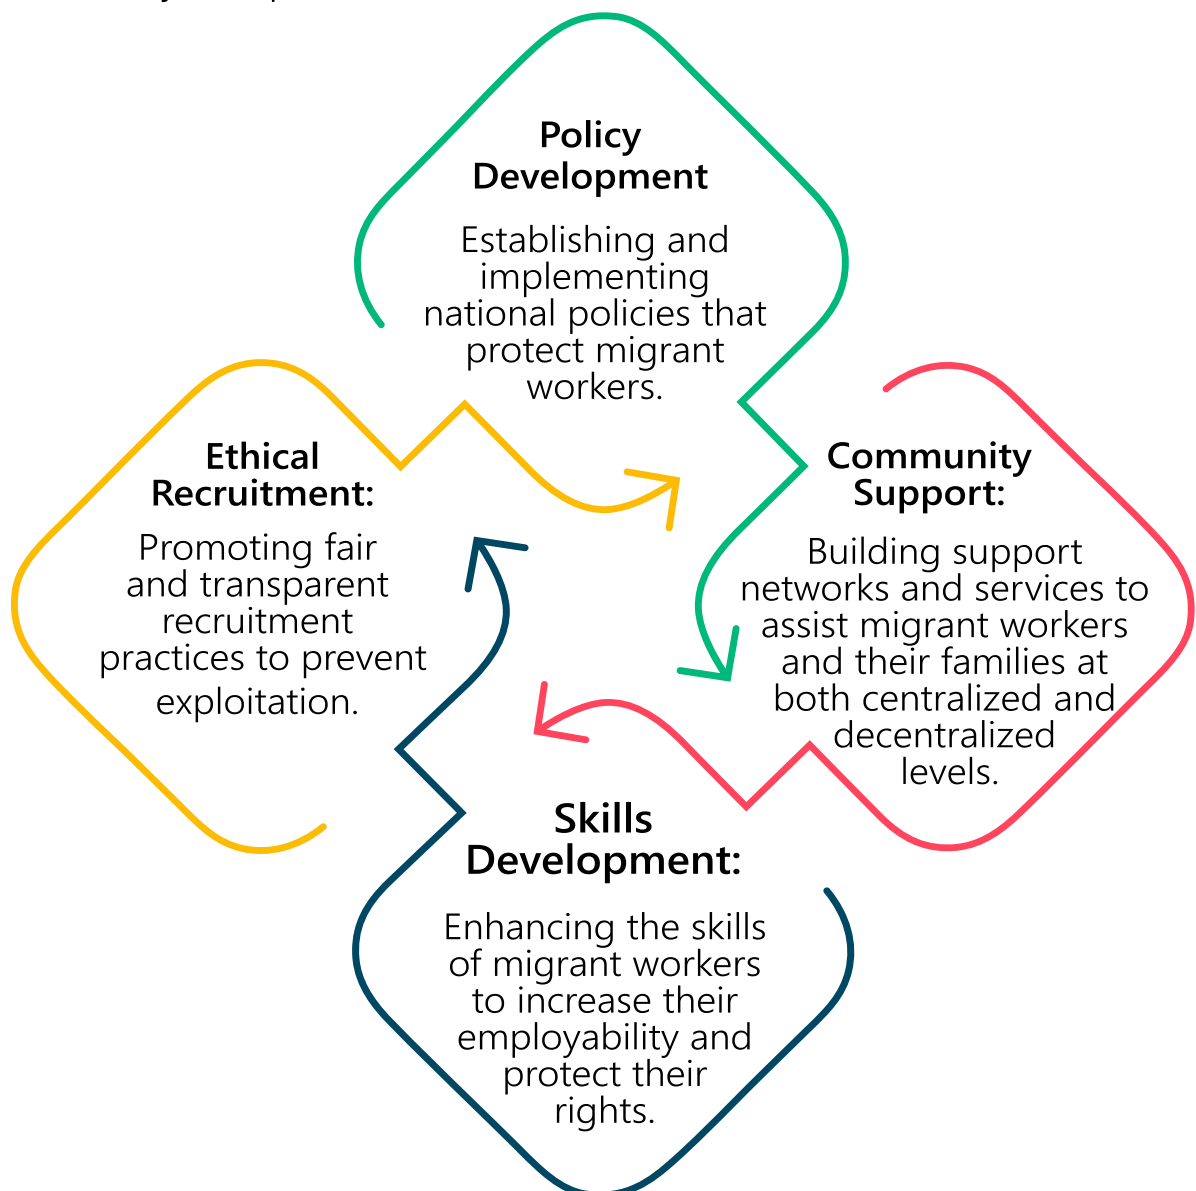 Policy
Development
Establishing and
implementing
national policies that
protect migrant
workers.
Ethical
Recruitment:
Promoting fair
and transparent
recruitment
practices to prevent
exploitation.
Community
Support:
Building support
networks and services to
assist migrant workers
and their families at
both centralized and
decentralized
levels.
Skills
Development:
Enhancing the skills
of migrant workers
to increase their
employability and
protect their
rights.